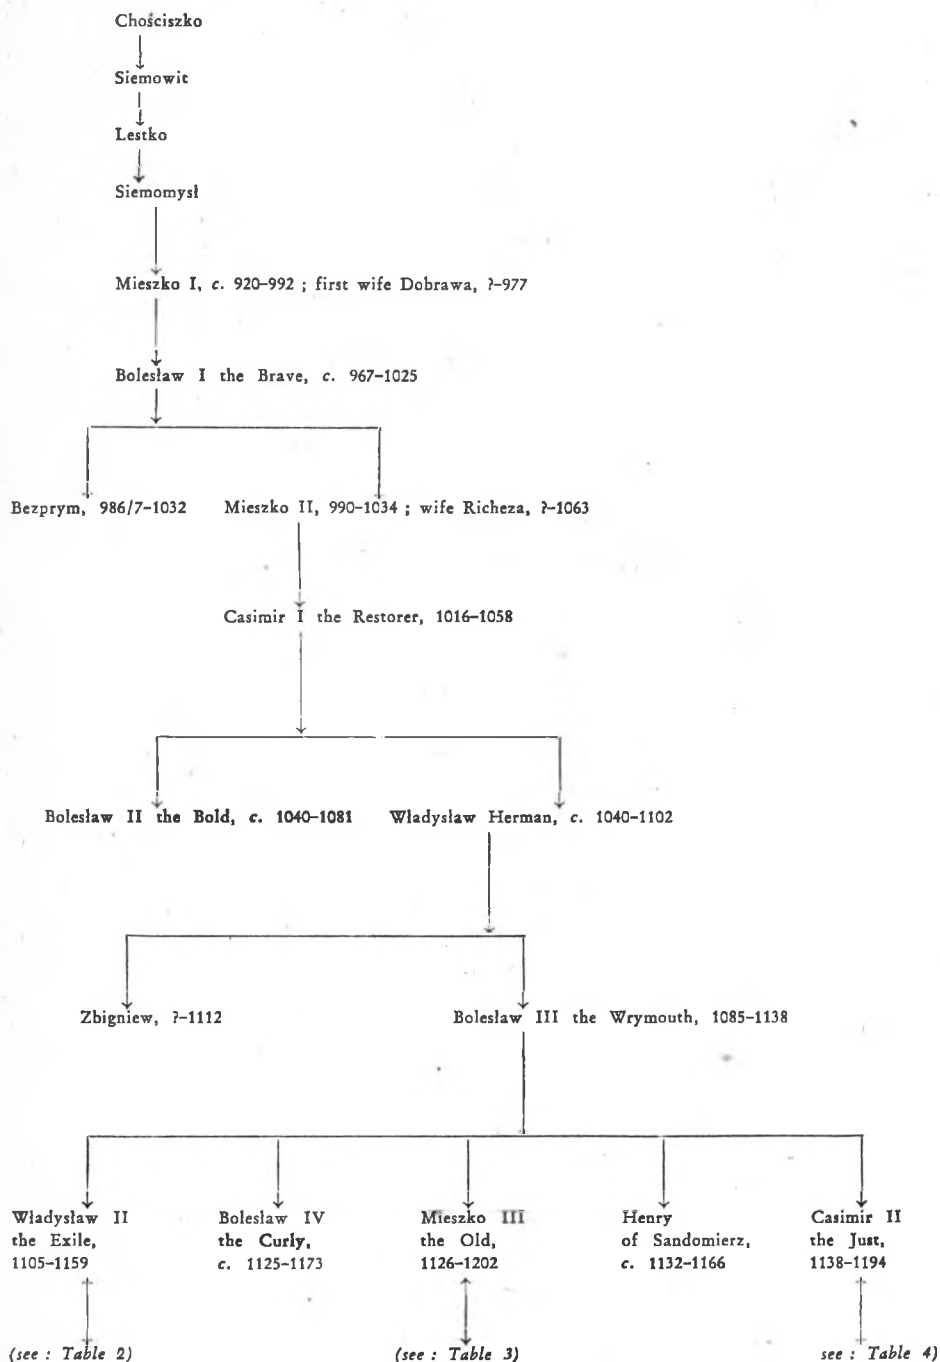 Chościszko
Siemowit
Lestko
Siemomysł
Mieszko I, c. 920–992 ; first wife Dobrawa, ?–977
Bolesław I the Brave, c. 967–1025
Bezprym, 986/7–1032 Mieszko II, 990–1034 ; wife Richeza, ?–1063
Casimir I the Restorer, 1016–1058
Bolesław II the Bold, c. 1040–1081 Władysław Herman, c. 1040–1102
Zbigniew, ?–1112 Bolesław III the Wrymouth, 1085–1138
Władysław II
the Exile,
1105–1159
Bolesław IV
the Curly,
c. 1125–1173
Mieszko III
the Old,
1126–1202
Henry
of Sandomierz,
c. 1132–1166
Casimir II
the Just,
1138–1194
(see : Table 2) (see : Table 3) see : Table 4)